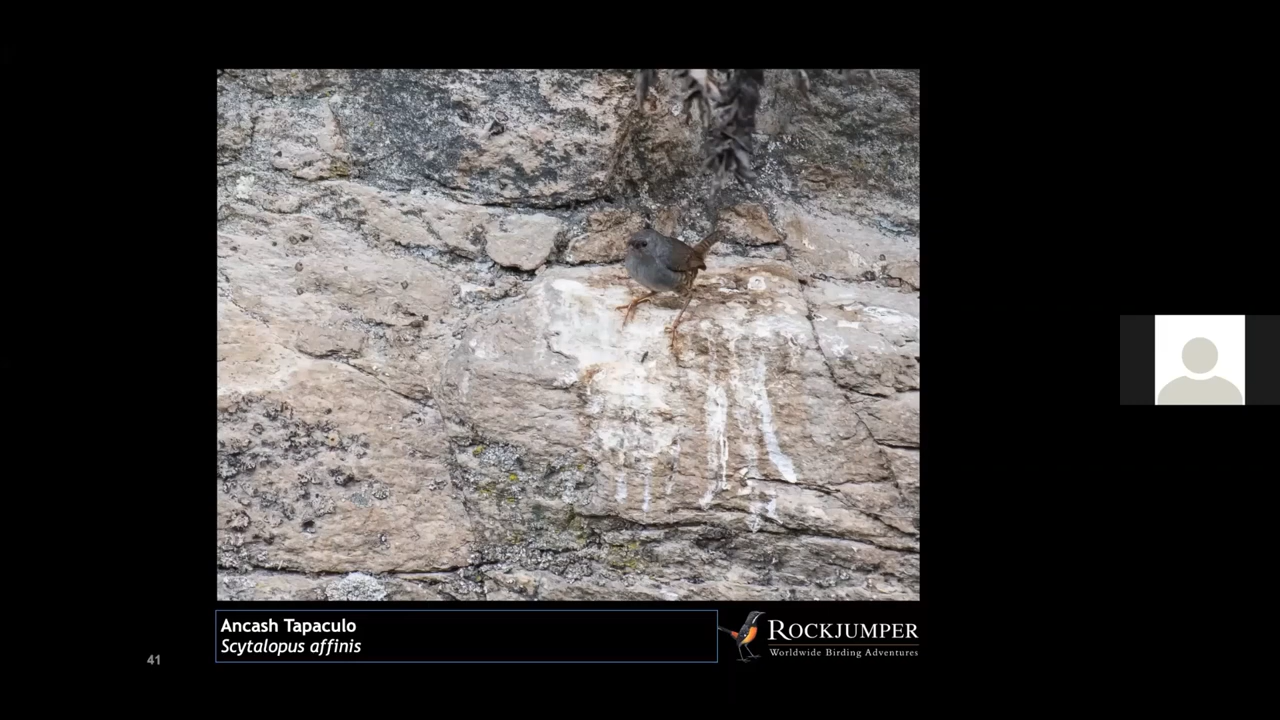 Ancash Tapaculo
Scytalopus affinis
ROCKJUMPER
Worldwide Birding Adventures
41